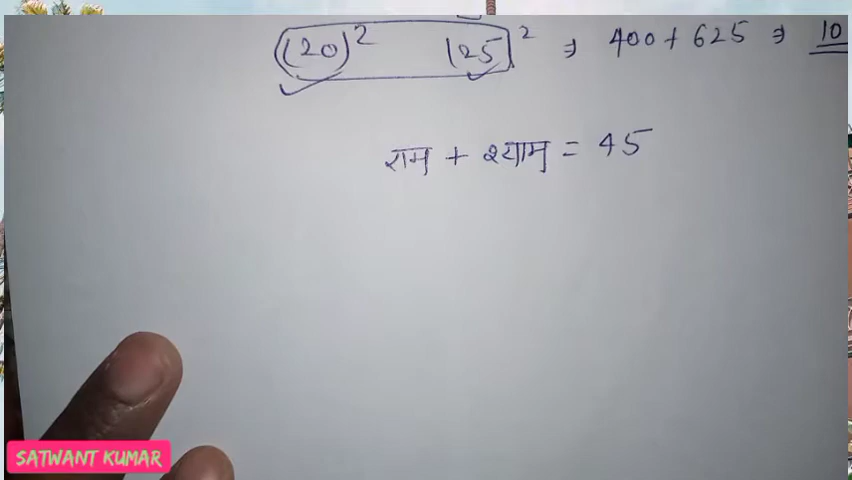 (20)² (25)² ⇒ 400 + 625 ⇒ 10
राम + श्याम = 45
SATWANT KUMAR